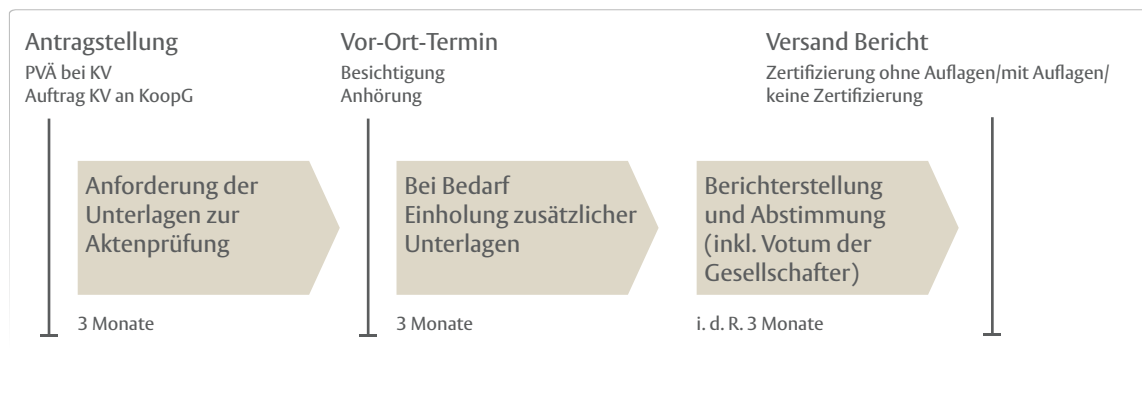 Antragstellung
PVÄ bei KV
Auftrag KV an KoopG
Vor-Ort-Termin
Besichtigung
Anhörung
Versand Bericht
Zertifizierung ohne Auflagen/mit Auflagen/
keine Zertifizierung
Anforderung der
Unterlagen zur
Aktenprüfung
Bei Bedarf
Einholung zusätzlicher
Unterlagen
Berichterstellung
und Abstimmung
(inkl. Votum der
Gesellschafter)
3 Monate
3 Monate
i. d. R. 3 Monate